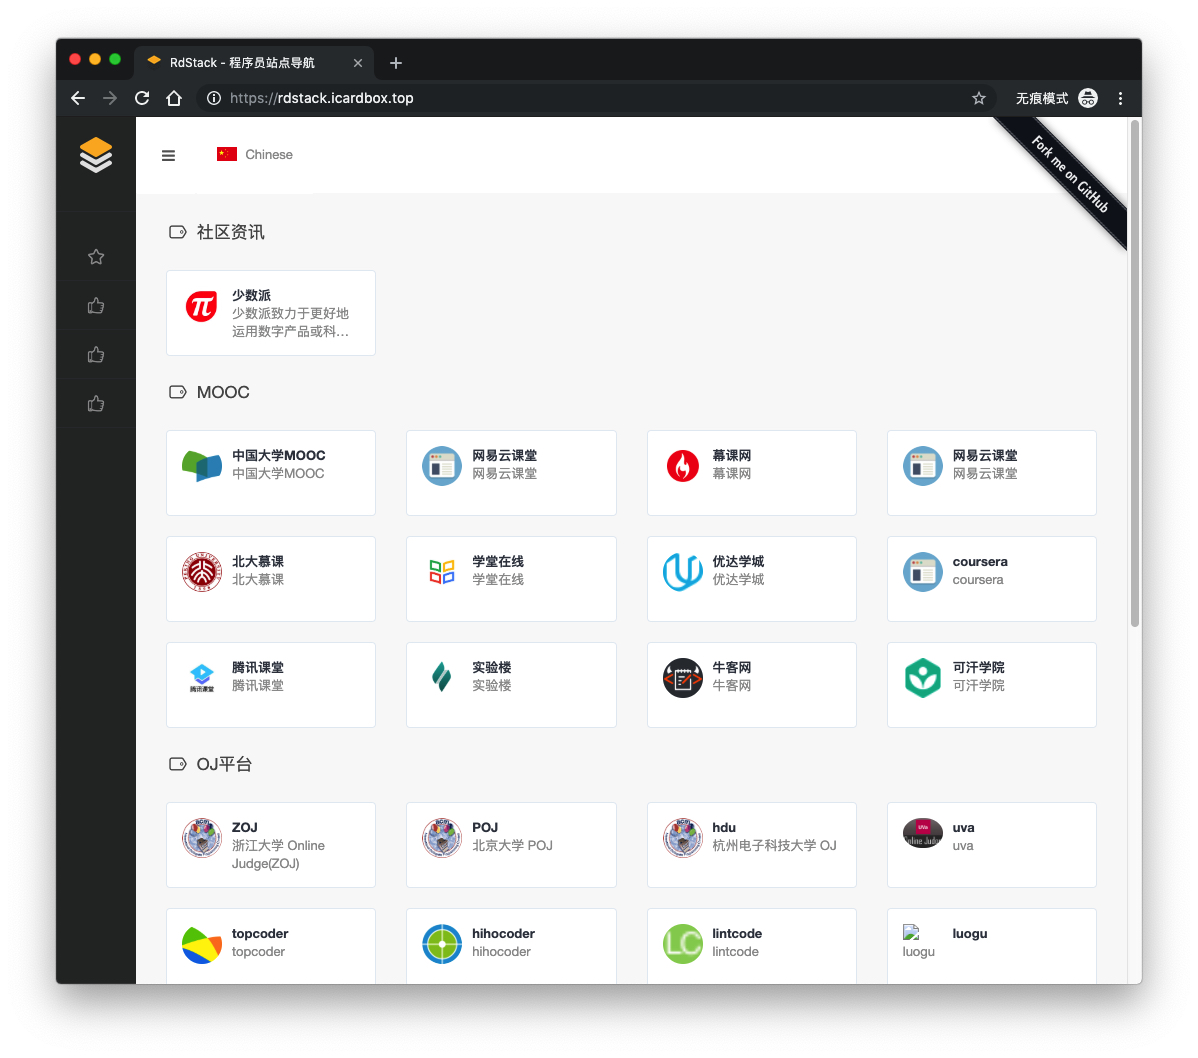 RdStack - 程序员站点导航
https://rdstack.icardbox.top
无痕模式
Chinese
Fork me on GitHub
社区资讯
少数派
少数派致力于更好地
运用数字产品或科...
MOOC
中国大学MOOC
中国大学MOOC
网易云课堂
网易云课堂
幕课网
幕课网
网易云课堂
网易云课堂
北大慕课
北大慕课
学堂在线
学堂在线
优达学城
优达学城
coursera
coursera
腾讯课堂
腾讯课堂
腾讯课堂
实验楼
实验楼
牛客网
牛客网
可汗学院
可汗学院
OJ平台
ZOJ
浙江大学 Online
Judge(ZOJ)
POJ
北京大学 POJ
hdu
杭州电子科技大学 OJ
UVa
nline Judg
uva
uva
topcoder
topcoder
hihocoder
hihocoder
LC
lintcode
lintcode
luogu
luogu